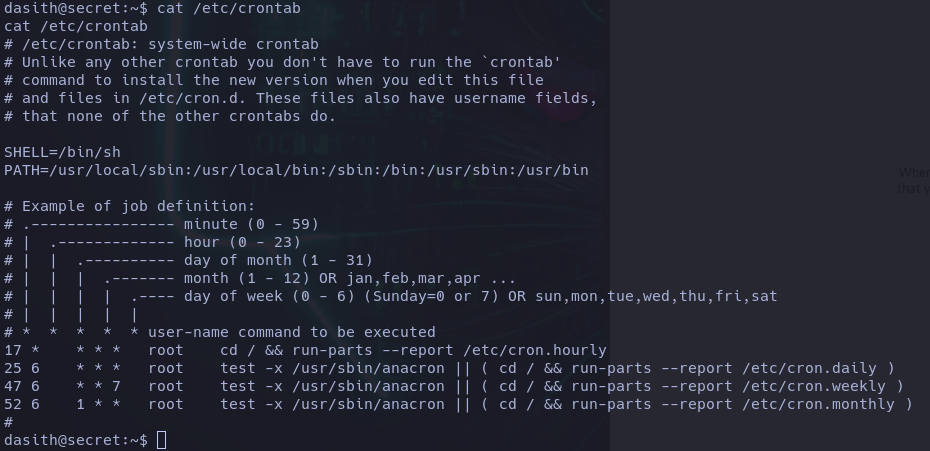 dasith@secret:~$ cat /etc/crontab
cat /etc/crontab
# /etc/crontab: system-wide crontab
# Unlike any other crontab you don't have to run the `crontab'
# command to install the new version when you edit this file
# and files in /etc/cron.d. These files also have username fields,
# that none of the other crontabs do.

SHELL=/bin/sh
PATH=/usr/local/sbin:/usr/local/bin:/sbin:/bin:/usr/sbin:/usr/bin

# Example of job definition:
# .---------------- minute (0 - 59)
# |  .------------- hour (0 - 23)
# |  |  .---------- day of month (1 - 31)
# |  |  |  .------- month (1 - 12) OR jan,feb,mar,apr ...
# |  |  |  |  .---- day of week (0 - 6) (Sunday=0 or 7) OR sun,mon,tue,wed,thu,fri,sat
# |  |  |  |  |
# *  *  *  *  * user-name command to be executed
17 *    * * *   root    cd / && run-parts --report /etc/cron.hourly
25 6    * * *   root    test -x /usr/sbin/anacron || ( cd / && run-parts --report /etc/cron.daily )
47 6    * * 7   root    test -x /usr/sbin/anacron || ( cd / && run-parts --report /etc/cron.weekly )
52 6    1 * *   root    test -x /usr/sbin/anacron || ( cd / && run-parts --report /etc/cron.monthly )
#
dasith@secret:~$